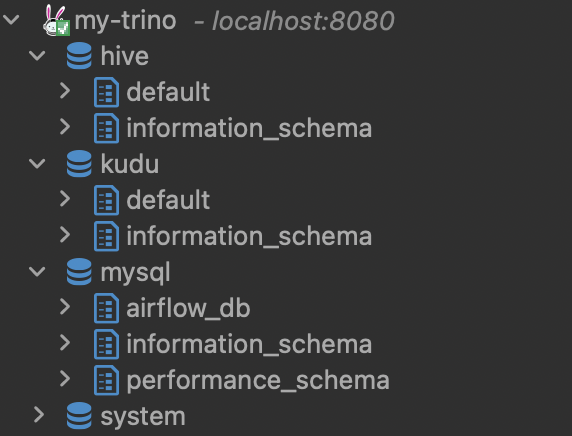 my-trino - localhost:8080
hive
default
information_schema
kudu
default
information_schema
mysql
airflow_db
information_schema
performance_schema
system